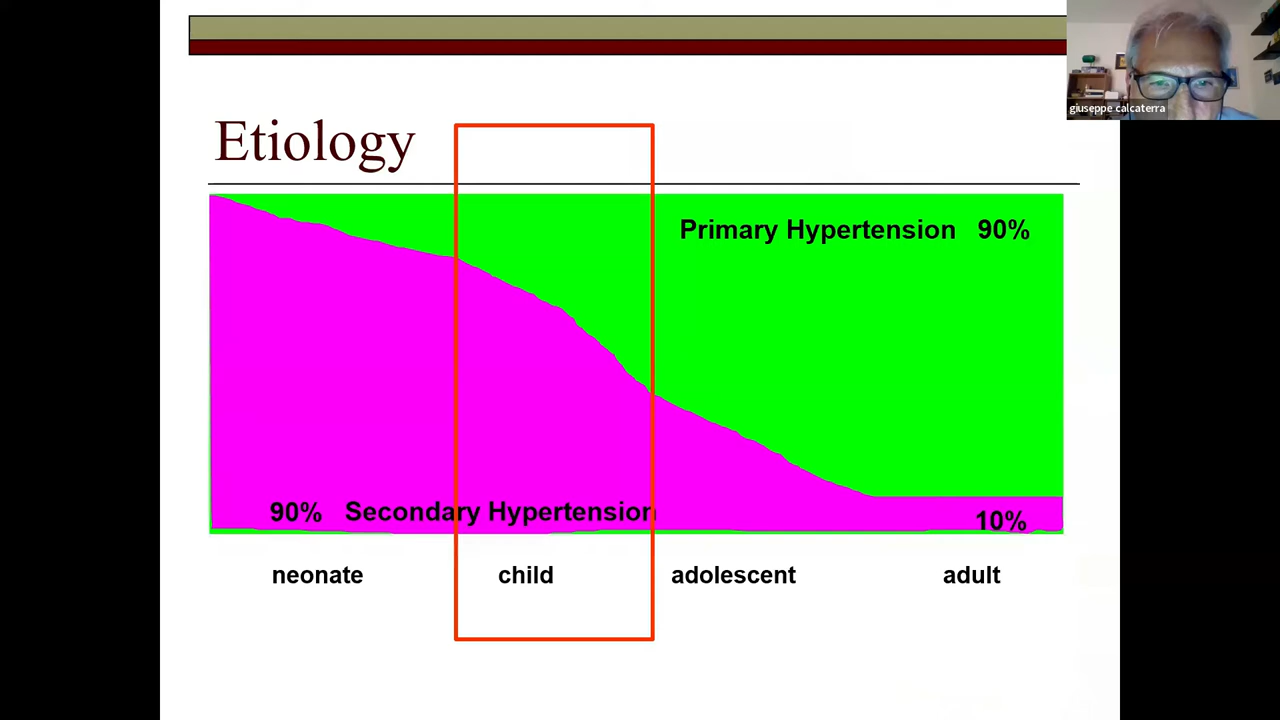 giuseppe calcaterra
Etiology
Primary Hypertension 90%
90% Secondary Hypertension
10%
neonate child adolescent adult